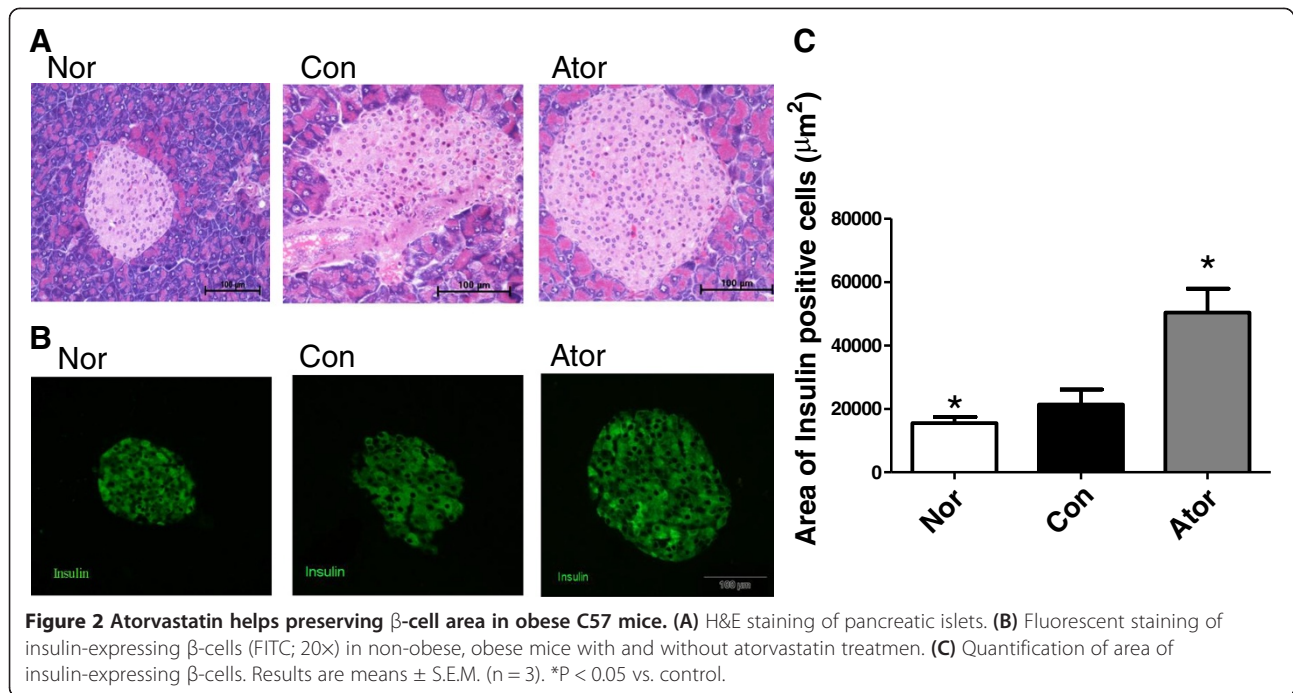 A
Nor
Con
Ator
100 μm
100 μm
100 μm
B
Nor
Con
Ator
Insulin
Insulin
Insulin
100 μm
C
Area of Insulin positive cells (μm²)
80000
60000
40000
20000
0
*
*
Nor
Con
Ator
Figure 2 Atorvastatin helps preserving β-cell area in obese C57 mice. (A) H&E staining of pancreatic islets. (B) Fluorescent staining of
insulin-expressing β-cells (FITC; 20×) in non-obese, obese mice with and without atorvastatin treatmen. (C) Quantification of area of
insulin-expressing β-cells. Results are means ± S.E.M. (n = 3). *P < 0.05 vs. control.